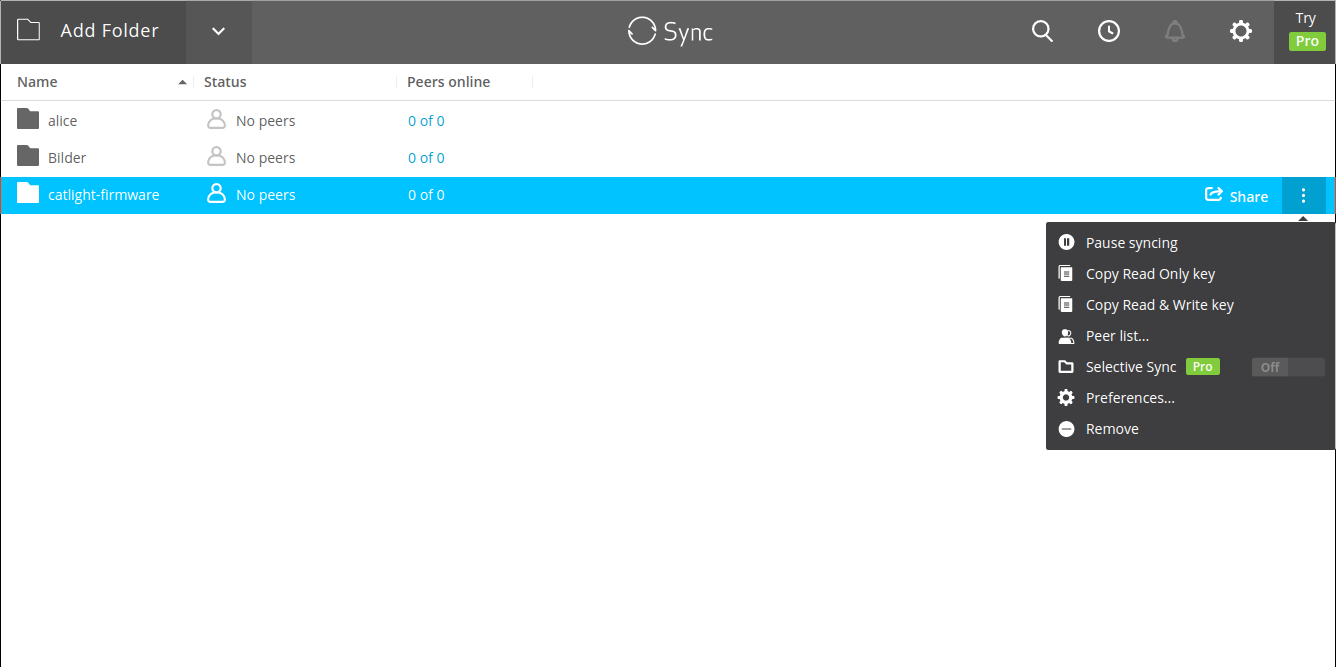 Add Folder
Sync
Try
Pro
Name Status Peers online
alice No peers 0 of 0
Bilder No peers 0 of 0
catlight-firmware No peers 0 of 0 Share
Pause syncing
Copy Read Only key
Copy Read & Write key
Peer list...
Selective Sync Pro Off
Preferences...
Remove